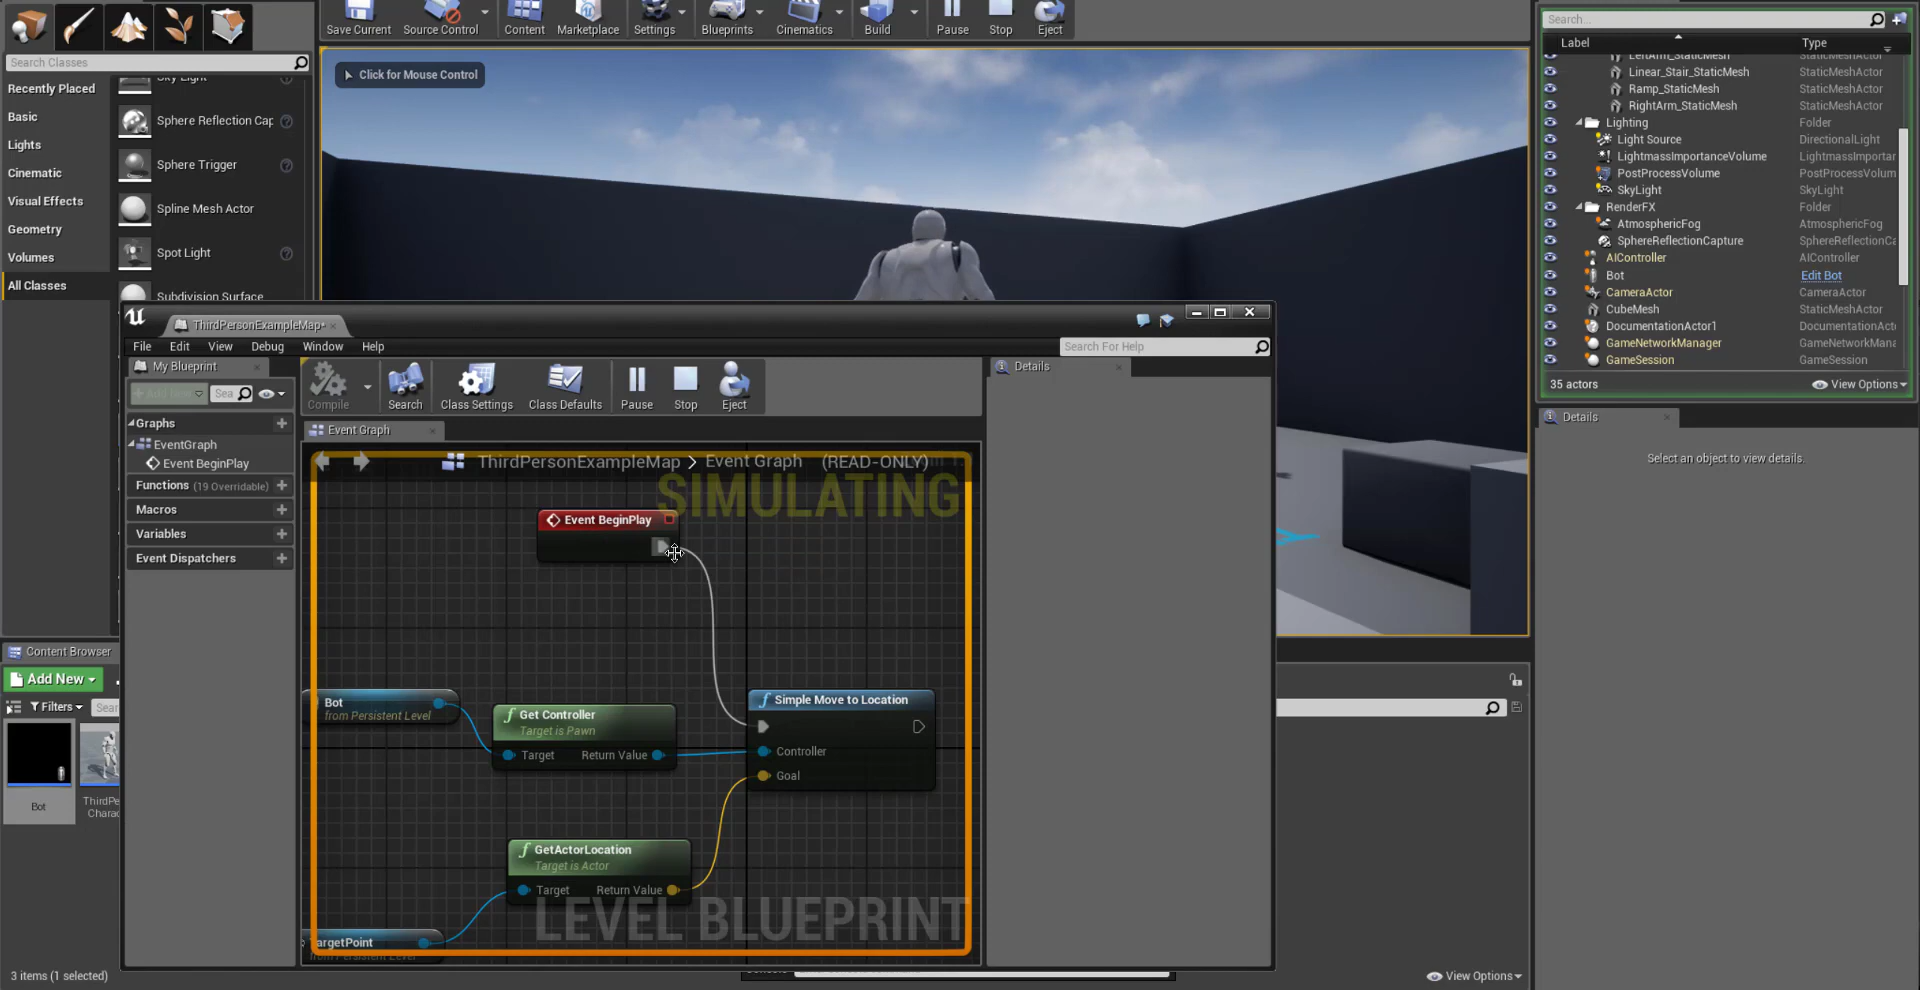 Save Current
Source Control
Content
Marketplace
Settings
Blueprints
Cinematics
Build
Pause
Stop
Eject
Search Classes
Recently Placed
Basic
Lights
Cinematic
Visual Effects
Geometry
Volumes
All Classes
Sky Light
Sphere Reflection Cap
Sphere Trigger
Spline Mesh Actor
Spot Light
Subdivision Surface
Click for Mouse Control
Search...
Label
Type
LeftArm_StaticMesh StaticMeshActor
Linear_Stair_StaticMesh StaticMeshActor
Ramp_StaticMesh StaticMeshActor
RightArm_StaticMesh StaticMeshActor
Lighting Folder
Light Source DirectionalLight
LightmassImportanceVolume LightmassImportar
PostProcessVolume PostProcessVolum
SkyLight SkyLight
RenderFX Folder
AtmosphericFog AtmosphericFog
SphereReflectionCapture SphereReflectionCa
AIController AIController
Bot Edit Bot
CameraActor CameraActor
CubeMesh StaticMeshActor
DocumentationActor1 DocumentationActo
GameNetworkManager GameNetworkMana
GameSession GameSession
35 actors
View Options
Details
Select an object to view details.
ThirdPersonExampleMap*
File Edit View Debug Window Help
Search For Help
My Blueprint
Add New
Sea
Graphs
EventGraph
Event BeginPlay
Functions (19 Overridable)
Macros
Variables
Event Dispatchers
Compile
Search
Class Settings
Class Defaults
Pause
Stop
Eject
Details
Event Graph
ThirdPersonExampleMap > Event Graph (READ-ONLY)
SIMULATING
Event BeginPlay
Bot
from Persistent Level
Get Controller
Target is Pawn
Target Return Value
Simple Move to Location
Controller
Goal
GetActorLocation
Target is Actor
Target Return Value
TargetPoint
from Persistent Level
LEVEL BLUEPRINT
Content Browser
Add New
Filters
Sear
Bot
ThirdPe
Charac
3 items (1 selected)
View Options